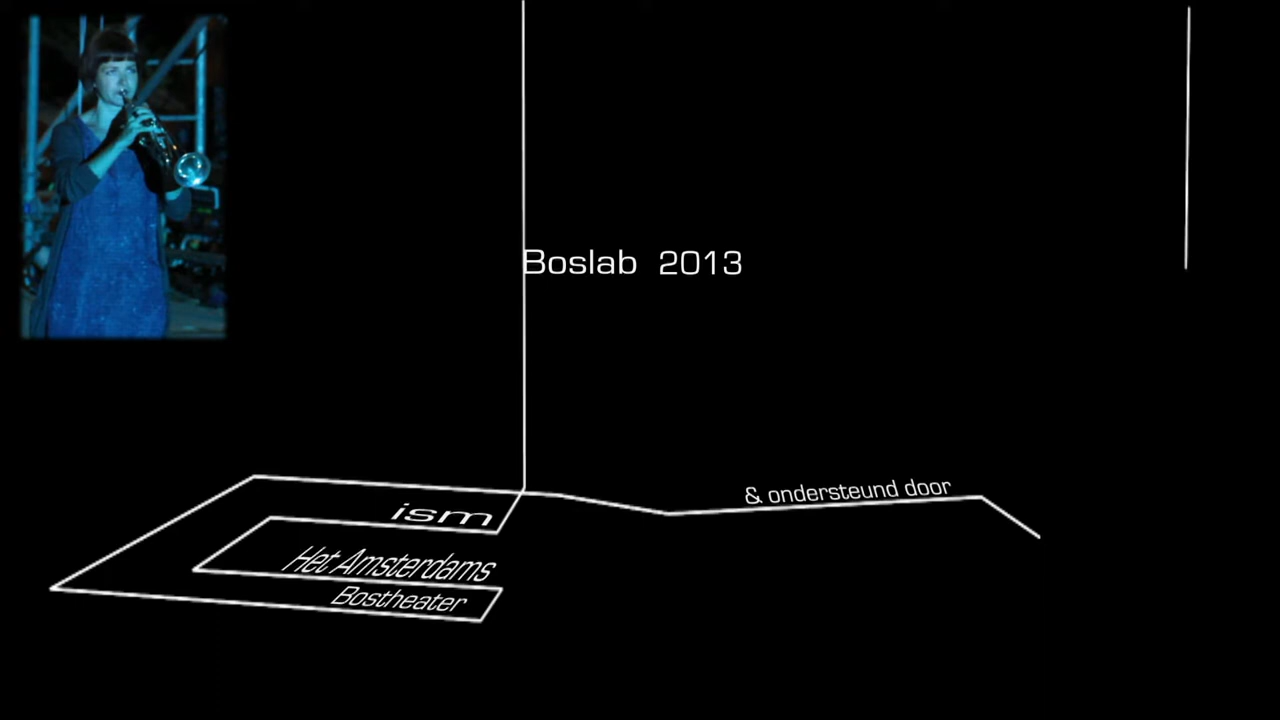 Boslab 2013
& ondersteund door
ism
Het Amsterdams
Bostheater